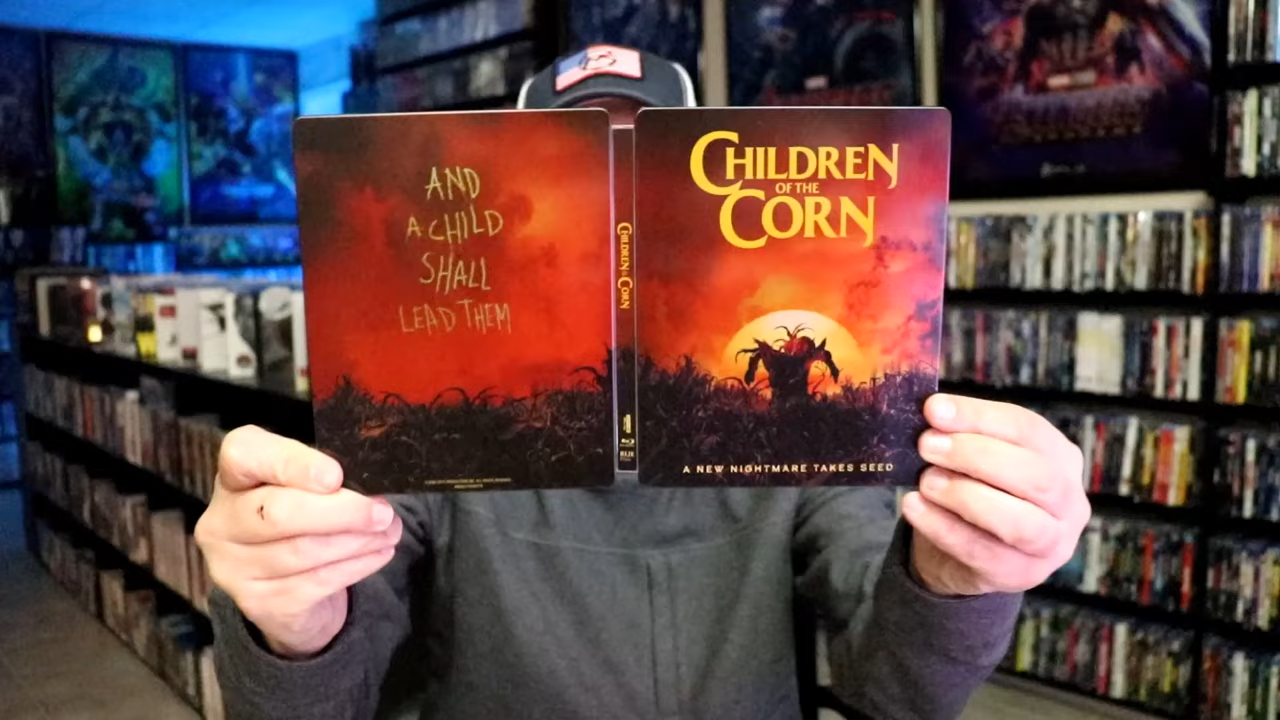 AND
A CHILD
SHALL
LEAD THEM
CHILDREN OF THE CORN
CHILDREN
OF THE
CORN
A NEW NIGHTMARE TAKES SEED